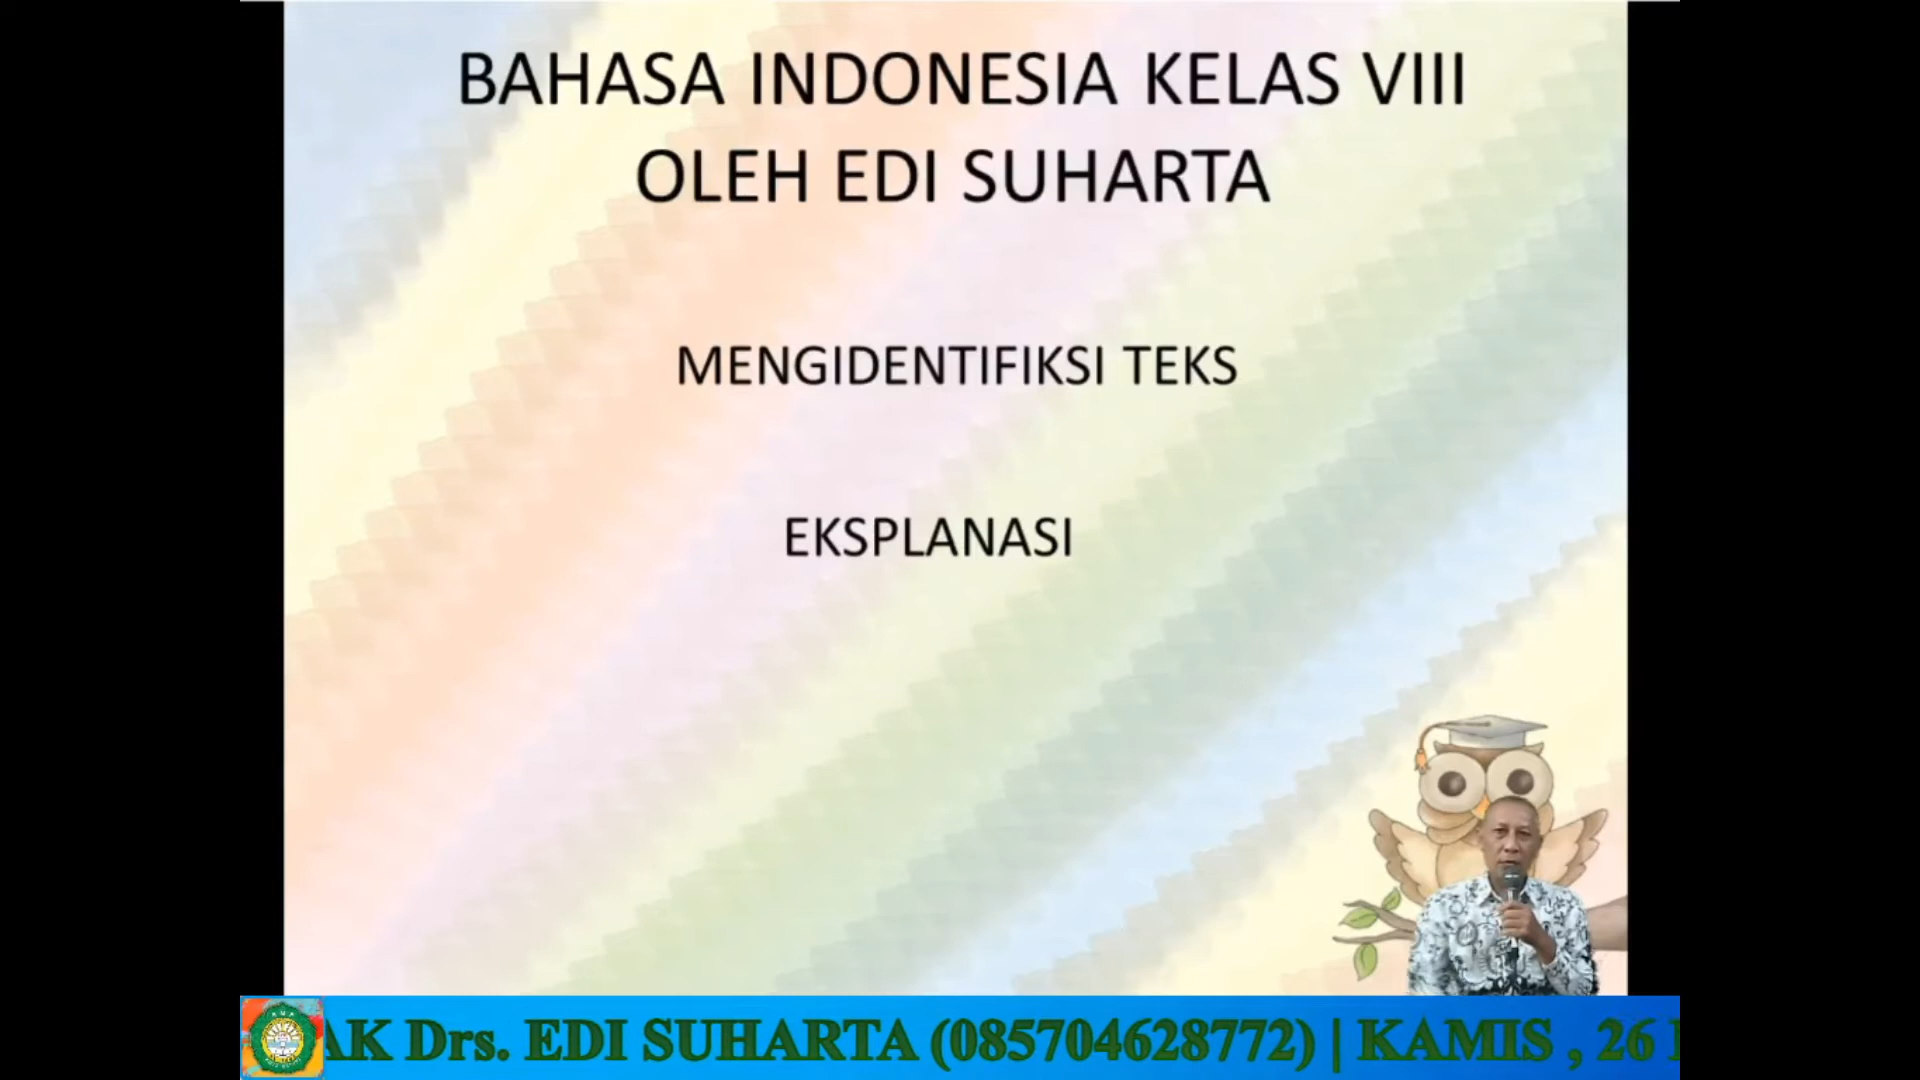 BAHASA INDONESIA KELAS VIII
OLEH EDI SUHARTA
MENGIDENTIFIKSI TEKS
EKSPLANASI
AK Drs. EDI SUHARTA (085704628772) | KAMIS , 26